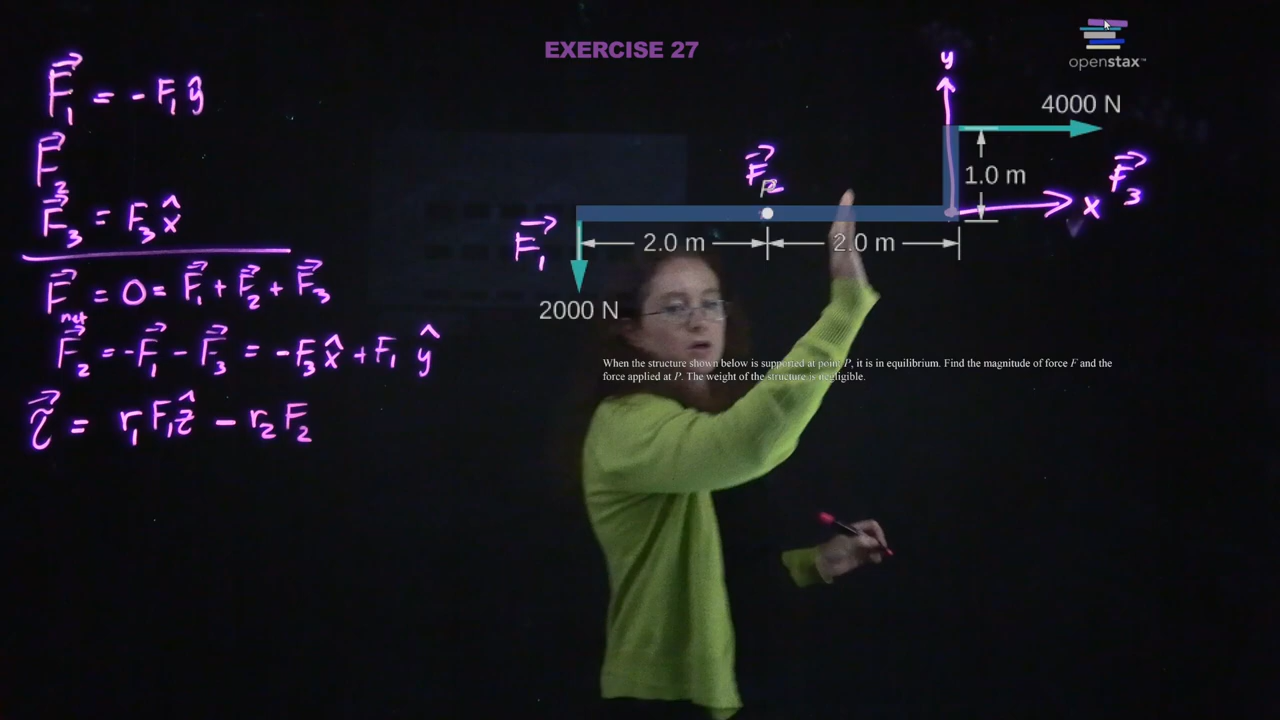 EXERCISE 27
openstax™
F⃗₁ = - F₁ ŷ
F⃗₂
F⃗₃ = F₃ x̂
F⃗net = 0 = F⃗₁ + F⃗₂ + F⃗₃
F⃗₂ = -F⃗₁ - F⃗₃ = -F₃ x̂ + F₁ ŷ
τ⃗ = r₁ F₁ ẑ - r₂ F₂
y
4000 N
F⃗₂
P
1.0 m
F⃗₃
x
F⃗₁
2.0 m
2.0 m
2000 N
When the structure shown below is supported at point P, it is in equilibrium. Find the magnitude of force F and the
force applied at P. The weight of the structure is negligible.